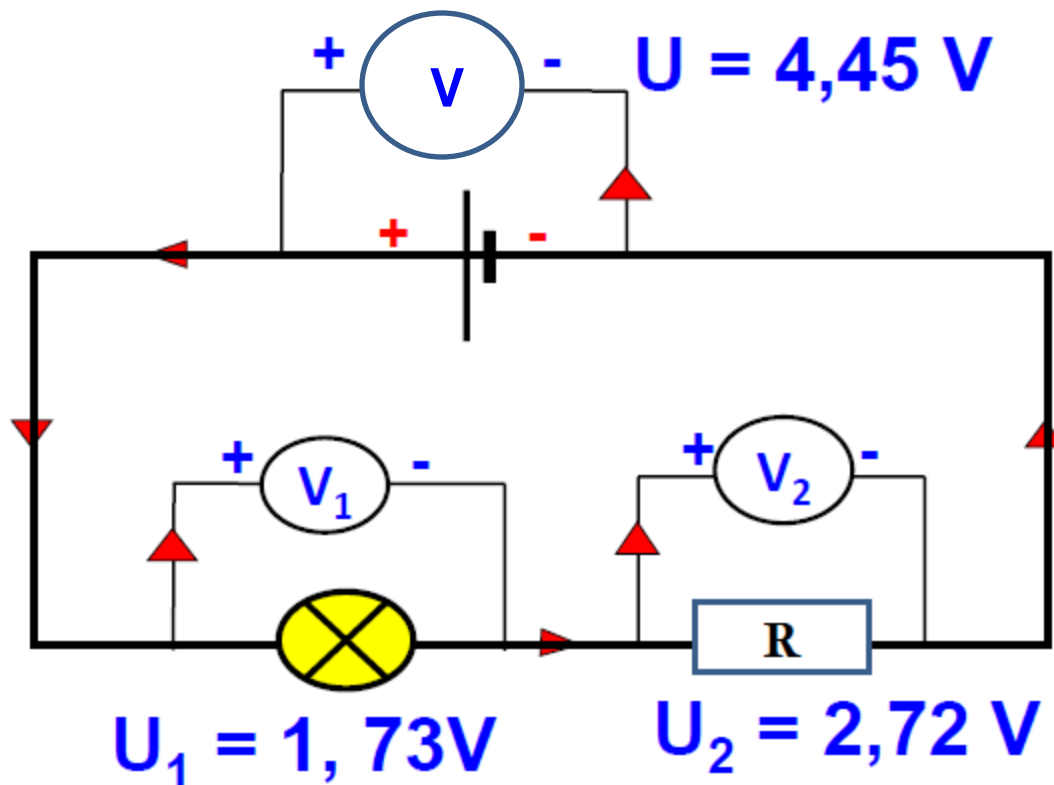 + V - U = 4,45 V
+ -
+ V₁ -
+ V₂ -
R
U₁ = 1, 73V
U₂ = 2,72 V